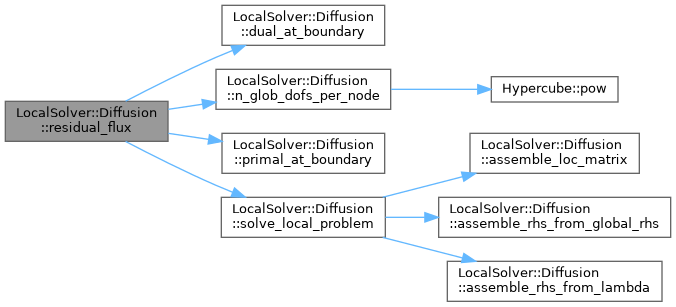 LocalSolver::Diffusion
::residual_flux
LocalSolver::Diffusion
::dual_at_boundary
LocalSolver::Diffusion
::n_glob_dofs_per_node
Hypercube::pow
LocalSolver::Diffusion
::primal_at_boundary
LocalSolver::Diffusion
::solve_local_problem
LocalSolver::Diffusion
::assemble_loc_matrix
LocalSolver::Diffusion
::assemble_rhs_from_global_rhs
LocalSolver::Diffusion
::assemble_rhs_from_lambda